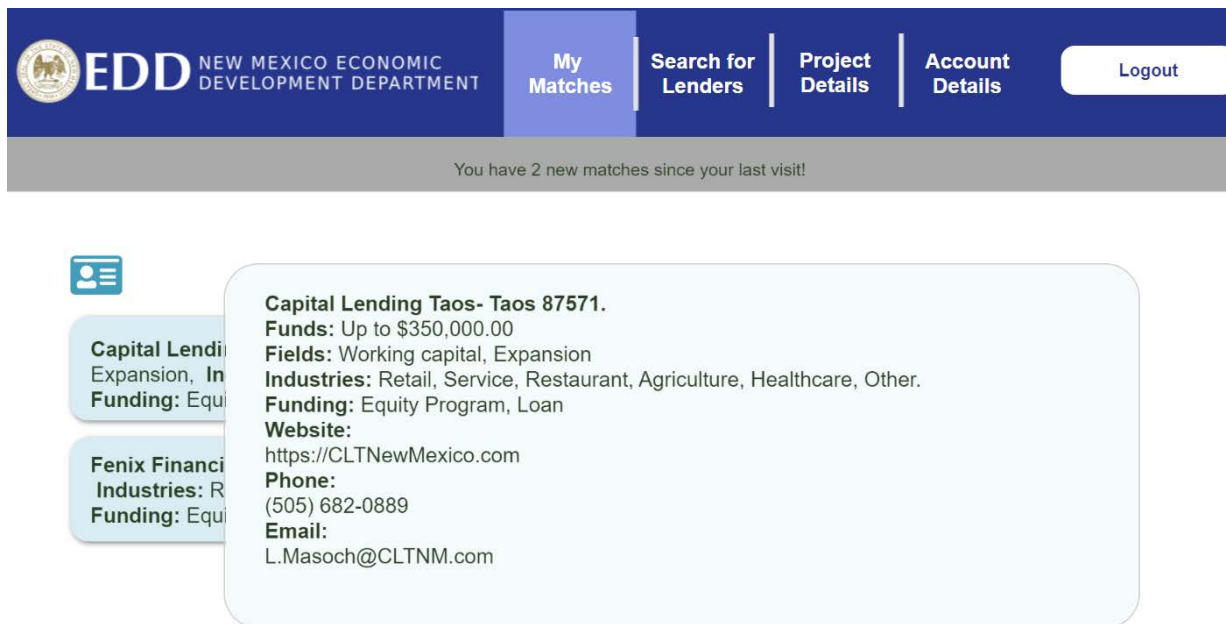 EDD NEW MEXICO ECONOMIC
DEVELOPMENT DEPARTMENT
My
Matches
Search for
Lenders
Project
Details
Account
Details
Logout
You have 2 new matches since your last visit!
Capital Lendi
Expansion, In
Funding: Equi
Fenix Financi
Industries: R
Funding: Equi
Capital Lending Taos- Taos 87571.
Funds: Up to $350,000.00
Fields: Working capital, Expansion
Industries: Retail, Service, Restaurant, Agriculture, Healthcare, Other.
Funding: Equity Program, Loan
Website:
https://CLTNewMexico.com
Phone:
(505) 682-0889
Email:
L.Masoch@CLTNM.com